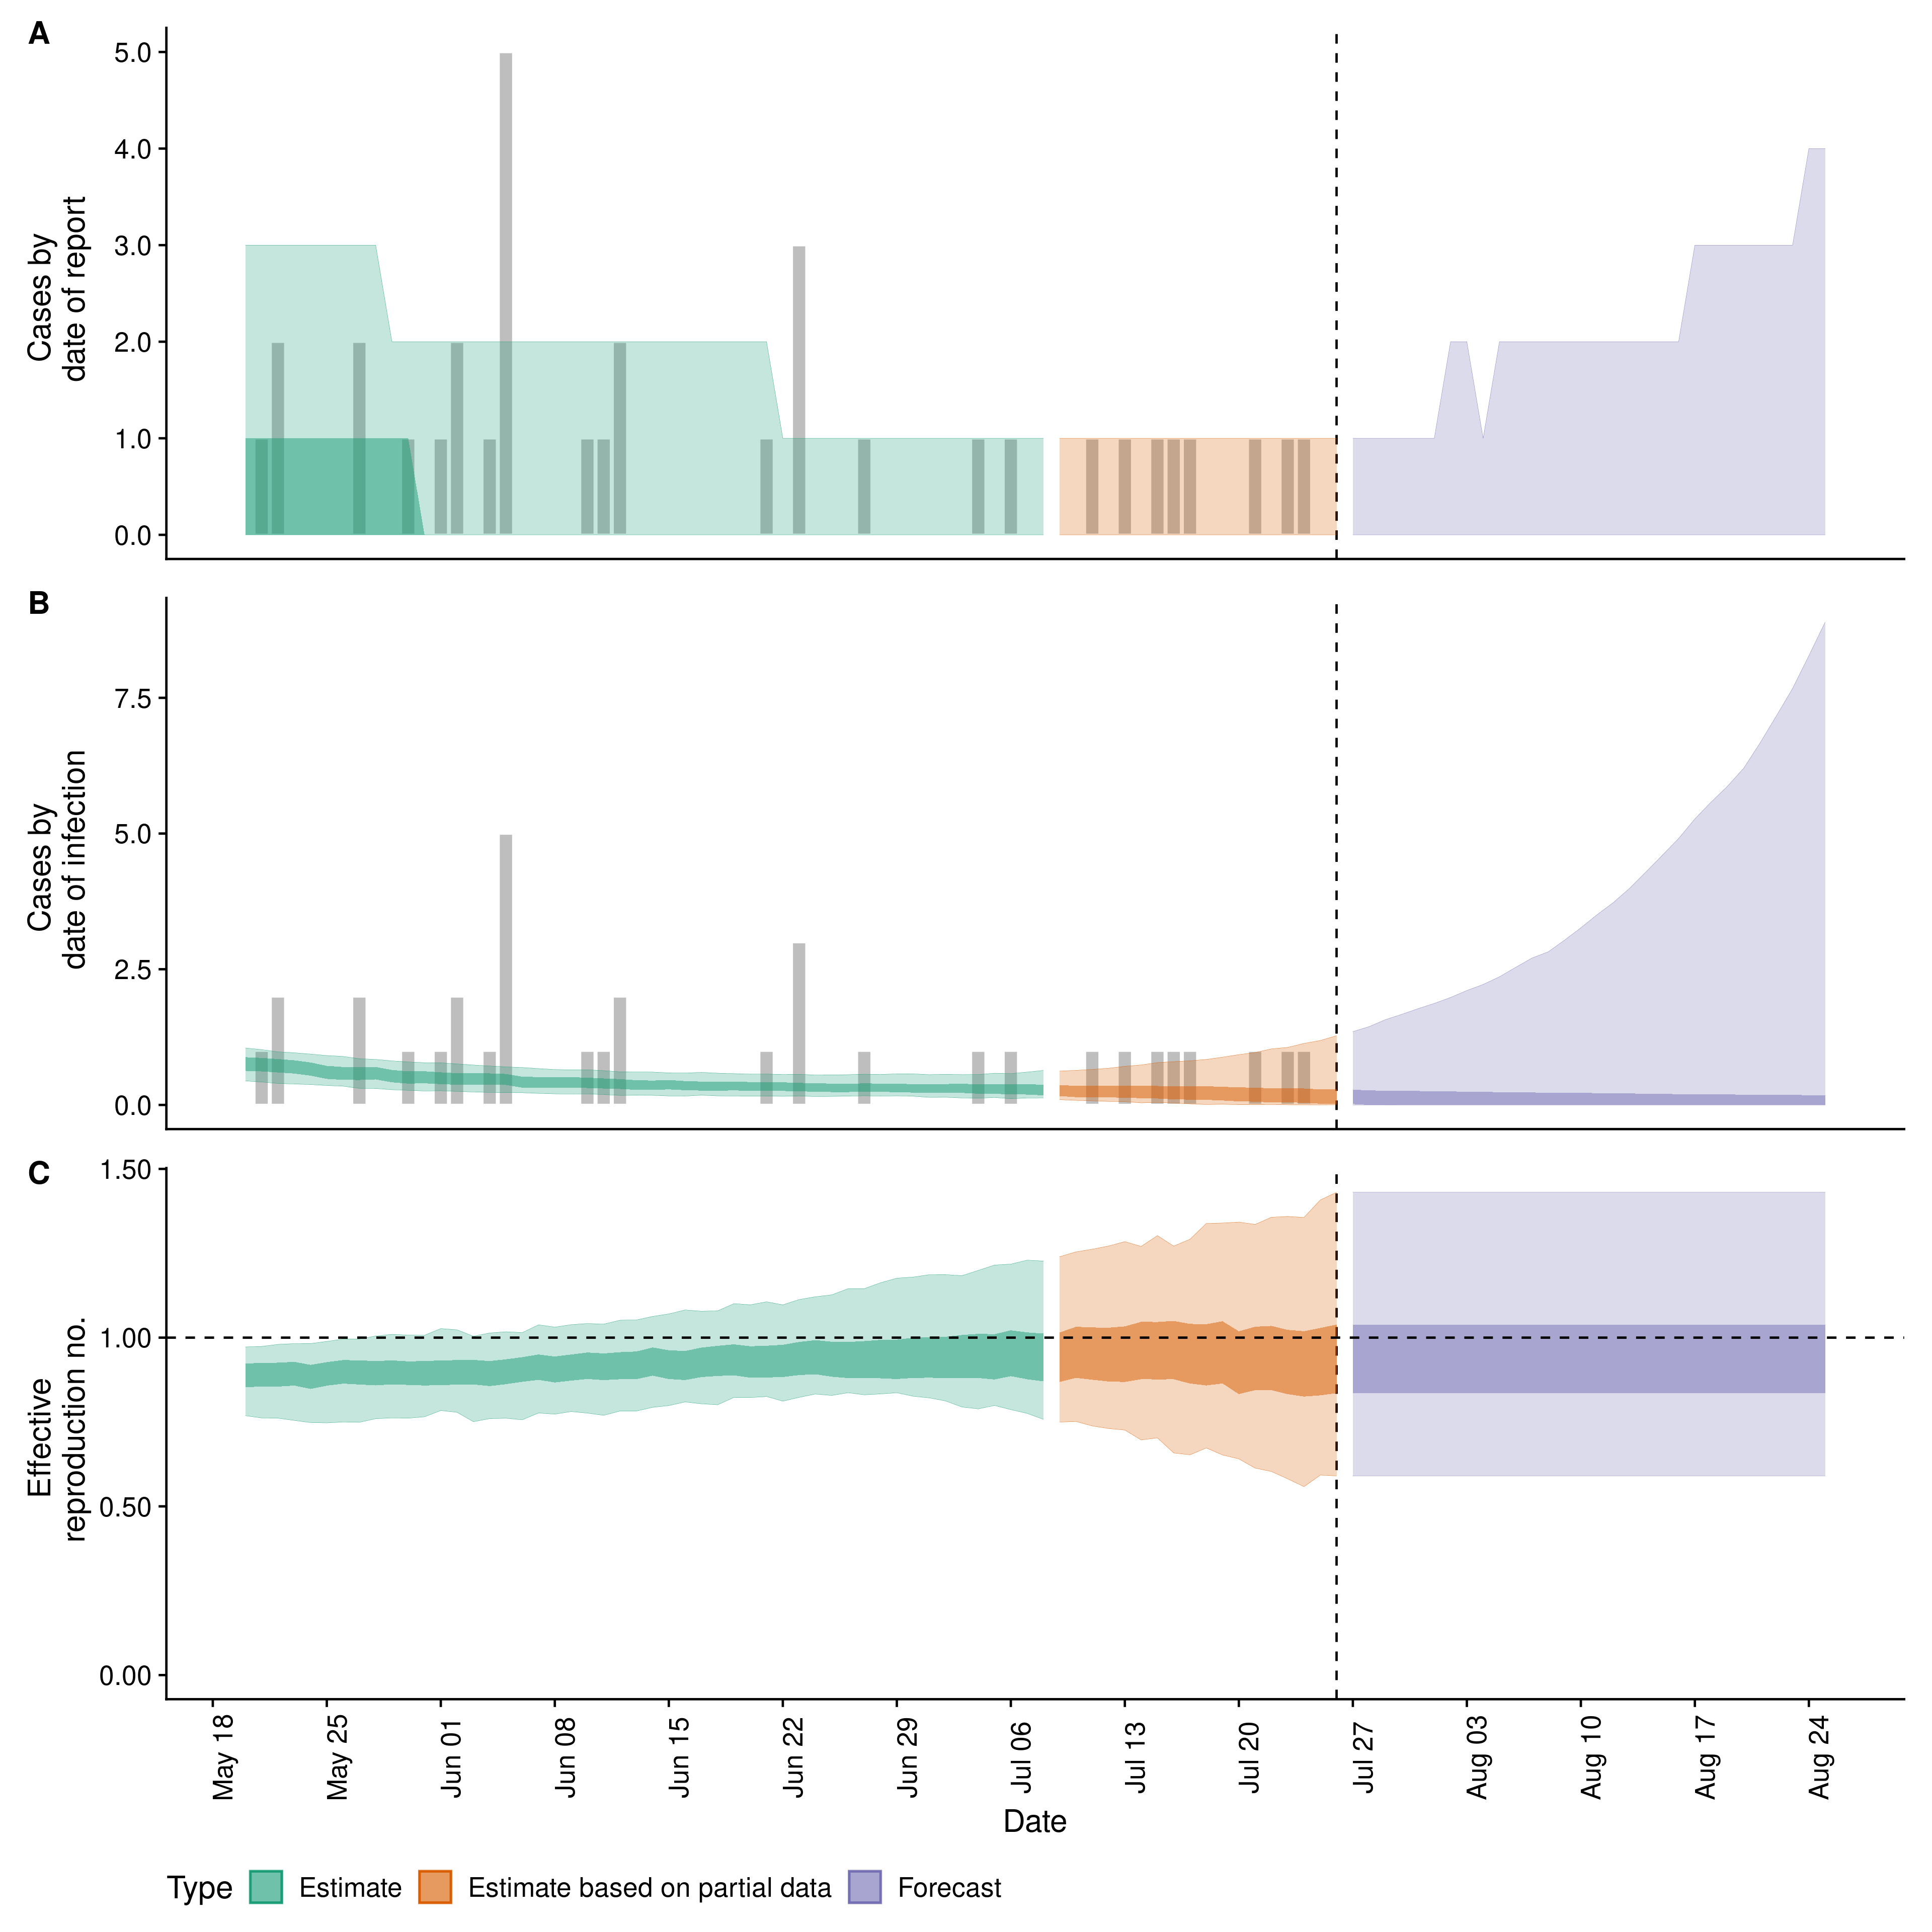 A
5.0
4.0
3.0
2.0
1.0
0.0
Cases by
date of report
B
7.5
5.0
2.5
0.0
Cases by
date of infection
C
1.50
1.00
0.50
0.00
Effective
reproduction no.
May 18
May 25
Jun 01
Jun 08
Jun 15
Jun 22
Jun 29
Jul 06
Jul 13
Jul 20
Jul 27
Aug 03
Aug 10
Aug 17
Aug 24
Date
Type Estimate Estimate based on partial data Forecast